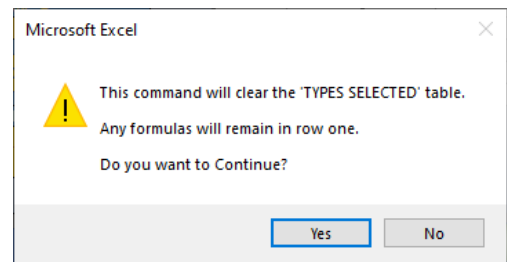 Microsoft Excel
This command will clear the 'TYPES SELECTED' table.
Any formulas will remain in row one.
Do you want to Continue?
Yes
No